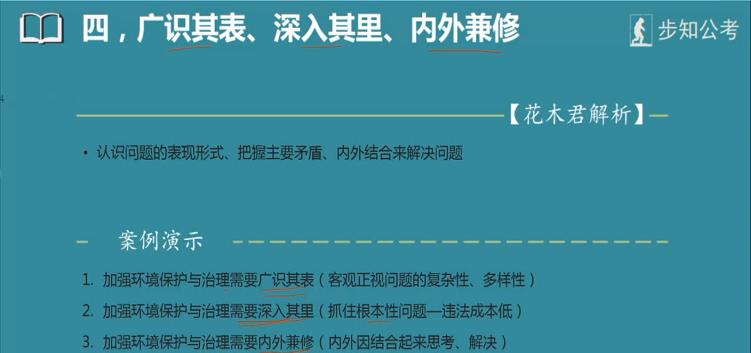 四，广识其表、深入其里、内外兼修
步知公考
【花木君解析】
• 认识问题的表现形式、把握主要矛盾、内外结合来解决问题
案例演示
1. 加强环境保护与治理需要广识其表（客观正视问题的复杂性、多样性）
2. 加强环境保护与治理需要深入其里（抓住根本性问题—违法成本低）
3. 加强环境保护与治理需要内外兼修（内外因结合起来思考、解决）